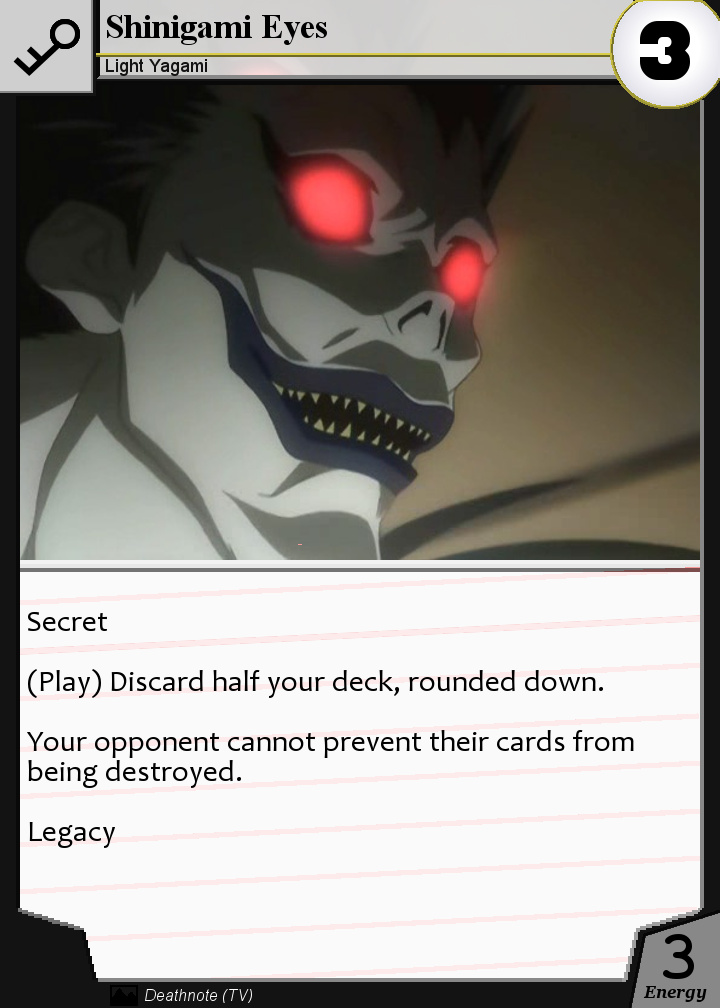 Shinigami Eyes
3
Light Yagami
Secret
(Play) Discard half your deck, rounded down.
Your opponent cannot prevent their cards from
being destroyed.
Legacy
3
Energy
Deathnote (TV)